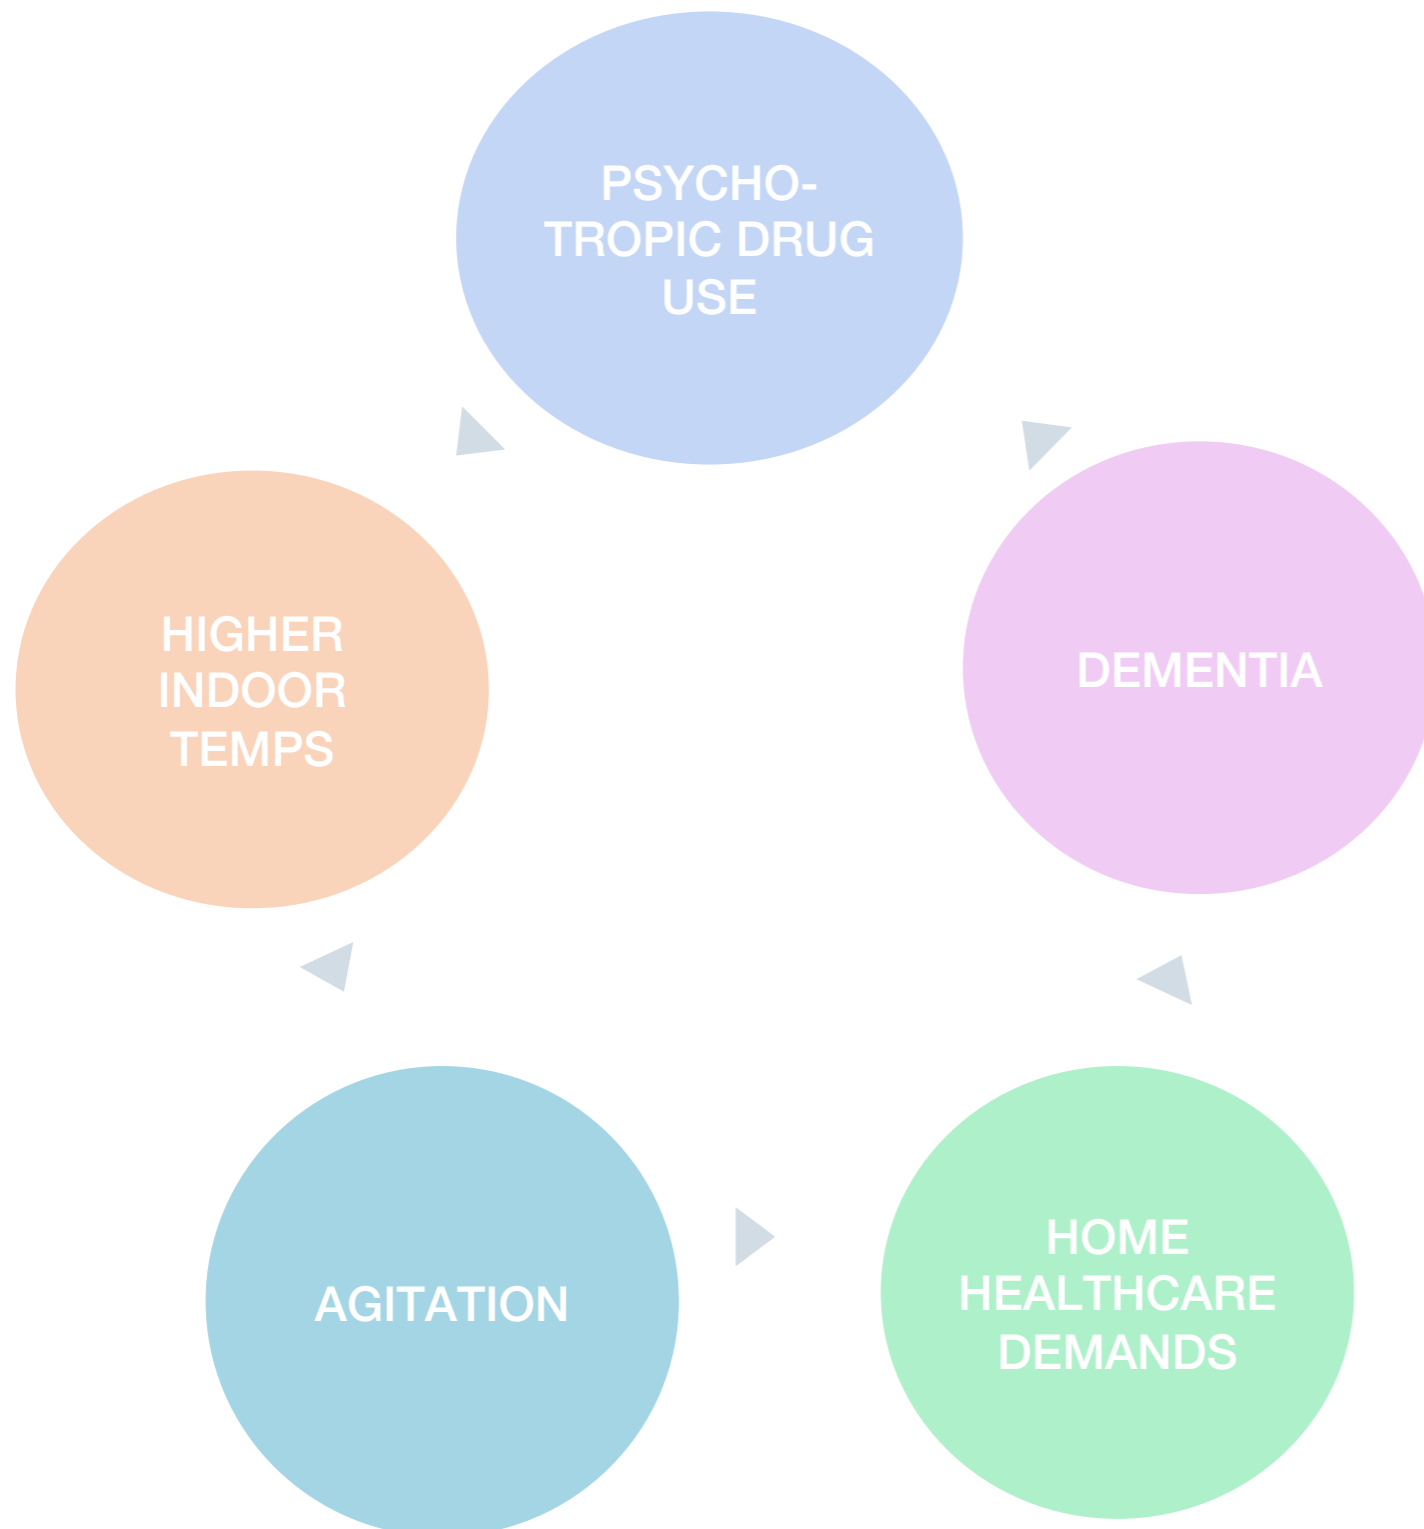 PSYCHO-
TROPIC DRUG
USE
HIGHER
INDOOR
TEMPS
DEMENTIA
AGITATION
HOME
HEALTHCARE
DEMANDS